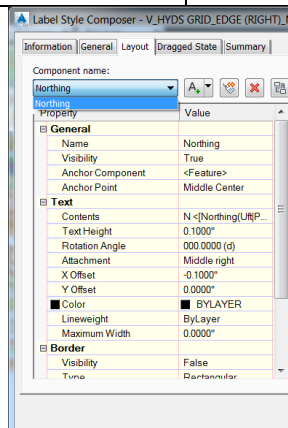 Label Style Composer - V_HYDS GRID_EDGE (RIGHT)
Information General Layout Dragged State Summary
Component name:
Northing
Northing
Property Value
General
Name Northing
Visibility True
Anchor Component <Feature>
Anchor Point Middle Center
Text
Contents N <[Northing(Uft|P...
Text Height 0.1000"
Rotation Angle 000.0000 (d)
Attachment Middle right
X Offset -0.1000"
Y Offset 0.0000"
Color BYLAYER
Lineweight ByLayer
Maximum Width 0.0000"
Border
Visibility False
Type Rectangular